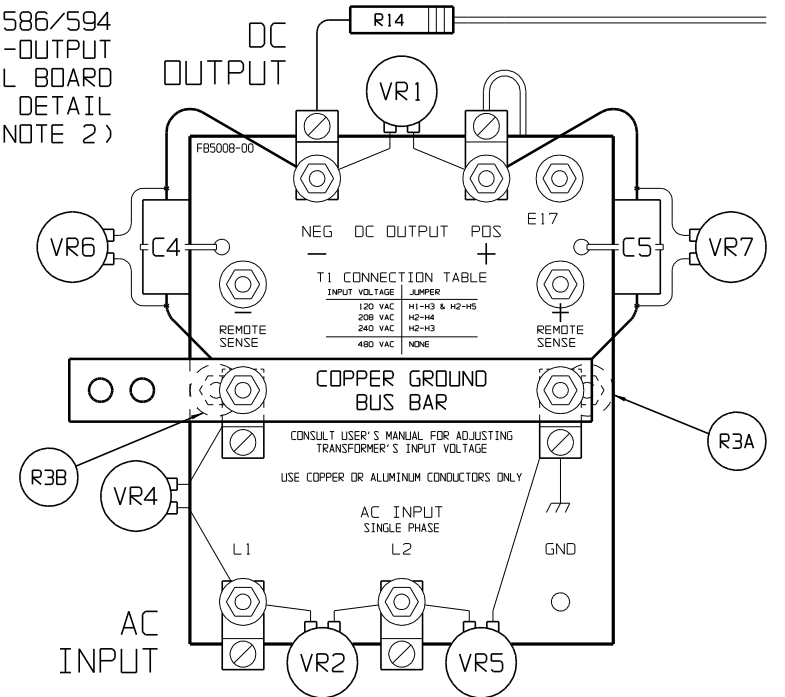 586/594
-OUTPUT
L BOARD
DETAIL
NOTE 2)
DC
OUTPUT
R14
VR1
FB5008-00
E17
NEG DC OUTPUT POS
− +
VR6
C4
C5
VR7
T1 CONNECTION TABLE
INPUT VOLTAGE JUMPER
120 VAC H1-H3 & H2-H5
208 VAC H2-H4
240 VAC H2-H3
480 VAC NONE
− +
REMOTE
SENSE
REMOTE
SENSE
COPPER GROUND
BUS BAR
CONSULT USER'S MANUAL FOR ADJUSTING
TRANSFORMER'S INPUT VOLTAGE
R3A
R3B
VR4
USE COPPER OR ALUMINUM CONDUCTORS ONLY
AC INPUT
SINGLE PHASE
L1 L2 GND
AC
INPUT
VR2
VR5